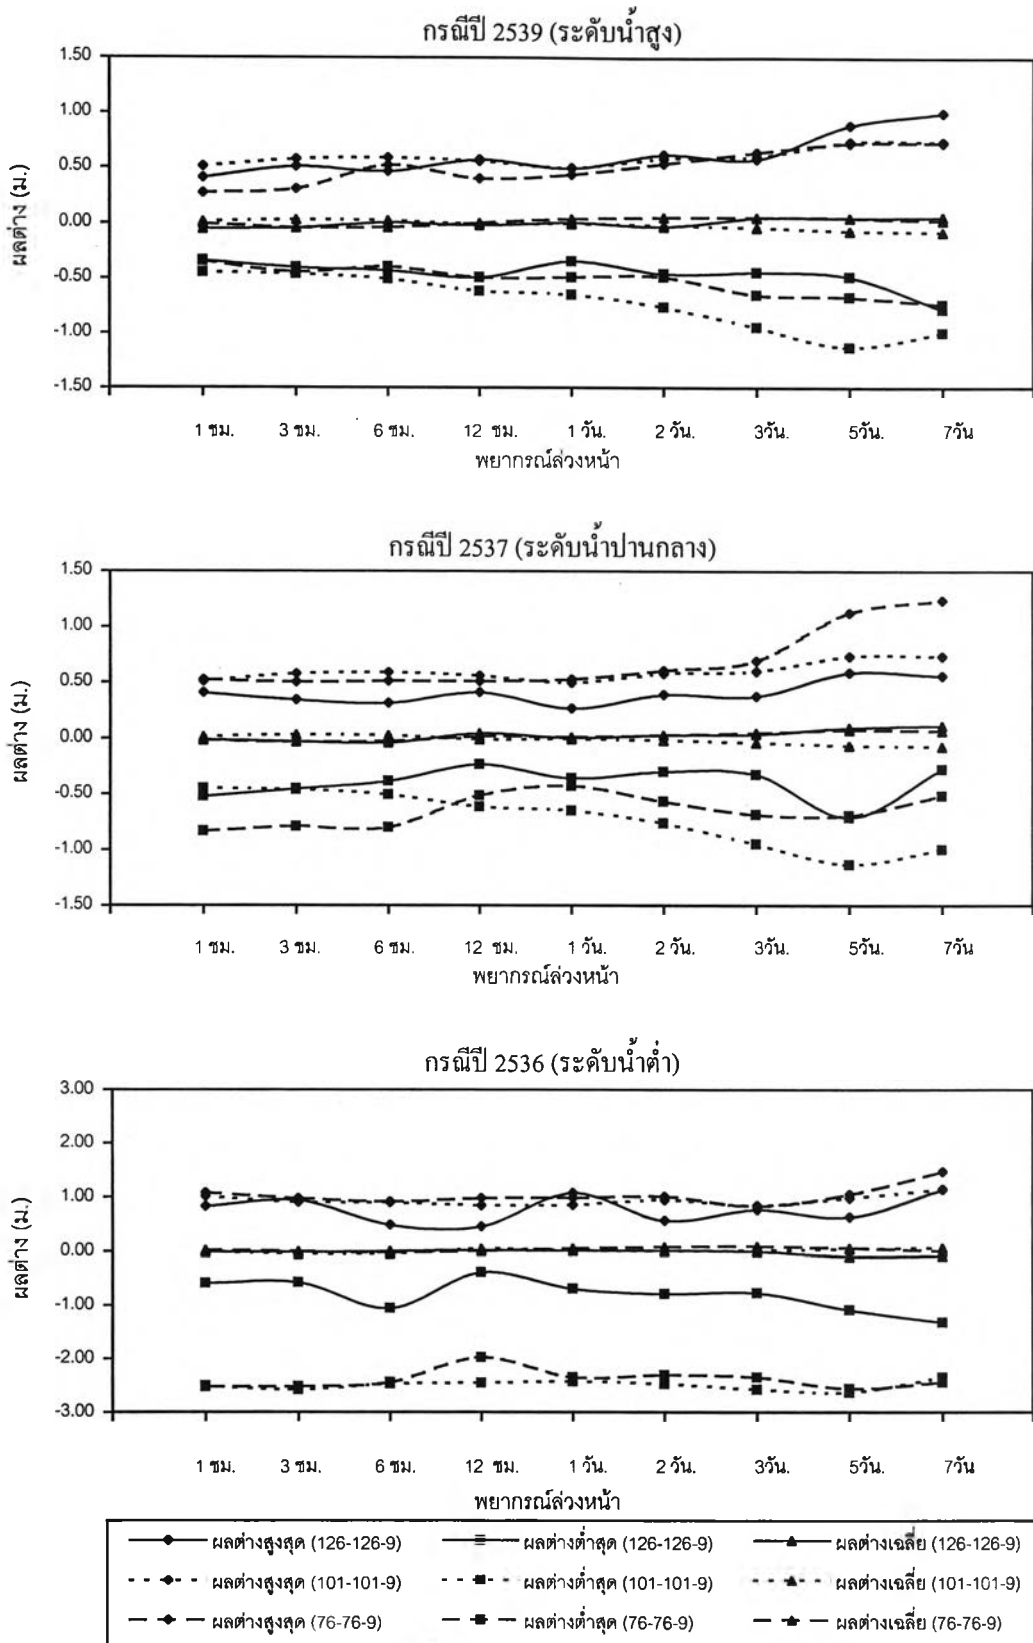 กรณีปี 2539 (ระดับน้ำสูง)
1.50
1.00
0.50
0.00
-0.50
-1.00
-1.50
ผลต่าง (ม.)
1 ชม. 3 ชม. 6 ชม. 12 ชม. 1 วัน. 2 วัน. 3วัน. 5วัน. 7วัน
พยากรณ์ล่วงหน้า
กรณีปี 2537 (ระดับน้ำปานกลาง)
1.50
1.00
0.50
0.00
-0.50
-1.00
-1.50
ผลต่าง (ม.)
1 ชม. 3 ชม. 6 ชม. 12 ชม. 1 วัน. 2 วัน. 3วัน. 5วัน. 7วัน
พยากรณ์ล่วงหน้า
กรณีปี 2536 (ระดับน้ำต่ำ)
3.00
2.00
1.00
0.00
-1.00
-2.00
-3.00
ผลต่าง (ม.)
1 ชม. 3 ชม. 6 ชม. 12 ชม. 1 วัน. 2 วัน. 3วัน. 5วัน. 7วัน
พยากรณ์ล่วงหน้า
ผลต่างสูงสุด (126-126-9) ผลต่างต่ำสุด (126-126-9) ผลต่างเฉลี่ย (126-126-9)
ผลต่างสูงสุด (101-101-9) ผลต่างต่ำสุด (101-101-9) ผลต่างเฉลี่ย (101-101-9)
ผลต่างสูงสุด (76-76-9) ผลต่างต่ำสุด (76-76-9) ผลต่างเฉลี่ย (76-76-9)